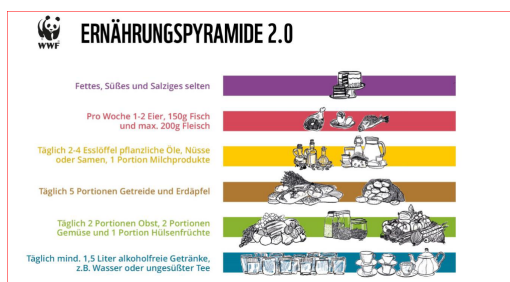 WWF
ERNÄHRUNGSPYRAMIDE 2.0
Fettes, Süßes und Salziges selten
Pro Woche 1-2 Eier, 150g Fisch
und max. 200g Fleisch
Täglich 2-4 Esslöffel pflanzliche Öle, Nüsse
oder Samen, 1 Portion Milchprodukte
Täglich 5 Portionen Getreide und Erdäpfel
Täglich 2 Portionen Obst, 2 Portionen
Gemüse und 1 Portion Hülsenfrüchte
Täglich mind. 1,5 Liter alkoholfreie Getränke,
z.B. Wasser oder ungesüßter Tee